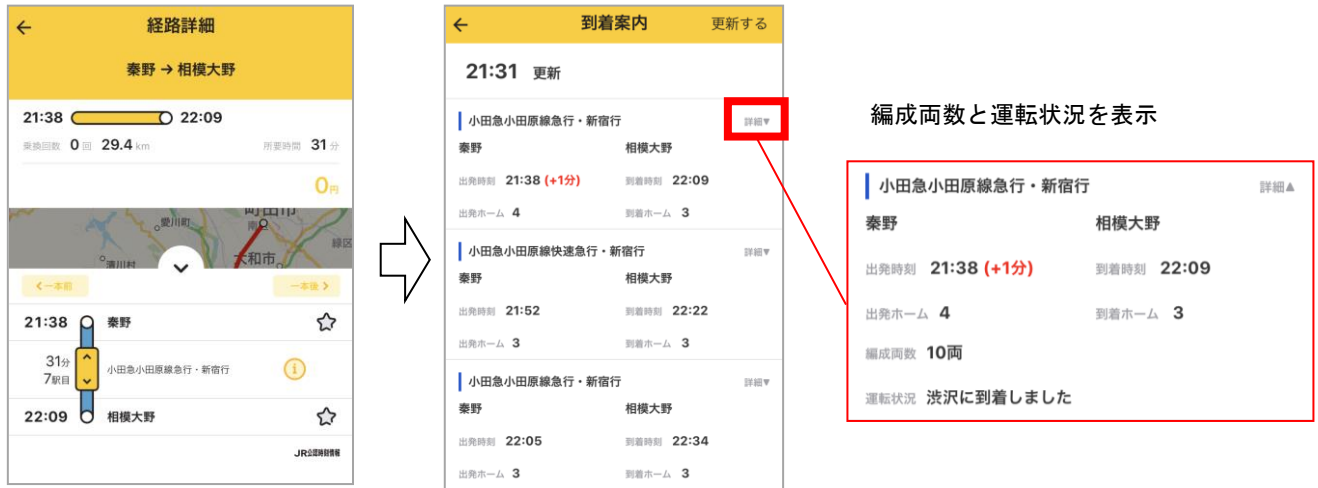 ← 経路詳細
秦野 → 相模大野
21:38 22:09
乗換回数 0 回 29.4 km 所要時間 31 分
0円
愛川町
町田市
南区
緑区
清川村
大和市
<一本前 一本後>
21:38 秦野
31分
7駅目
小田急小田原線急行・新宿行
i
22:09 相模大野
JR公認時刻情報
← 到着案内 更新する
21:31 更新
小田急小田原線急行・新宿行 詳細▼
秦野 相模大野
出発時刻 21:38 (+1分) 到着時刻 22:09
出発ホーム 4 到着ホーム 3
小田急小田原線快速急行・新宿行 詳細▼
秦野 相模大野
出発時刻 21:52 到着時刻 22:22
出発ホーム 3 到着ホーム 3
小田急小田原線急行・新宿行 詳細▼
秦野 相模大野
出発時刻 22:05 到着時刻 22:34
出発ホーム 3 到着ホーム 3
編成両数と運転状況を表示
小田急小田原線急行・新宿行 詳細▲
秦野 相模大野
出発時刻 21:38 (+1分) 到着時刻 22:09
出発ホーム 4 到着ホーム 3
編成両数 10両
運転状況 渋沢に到着しました